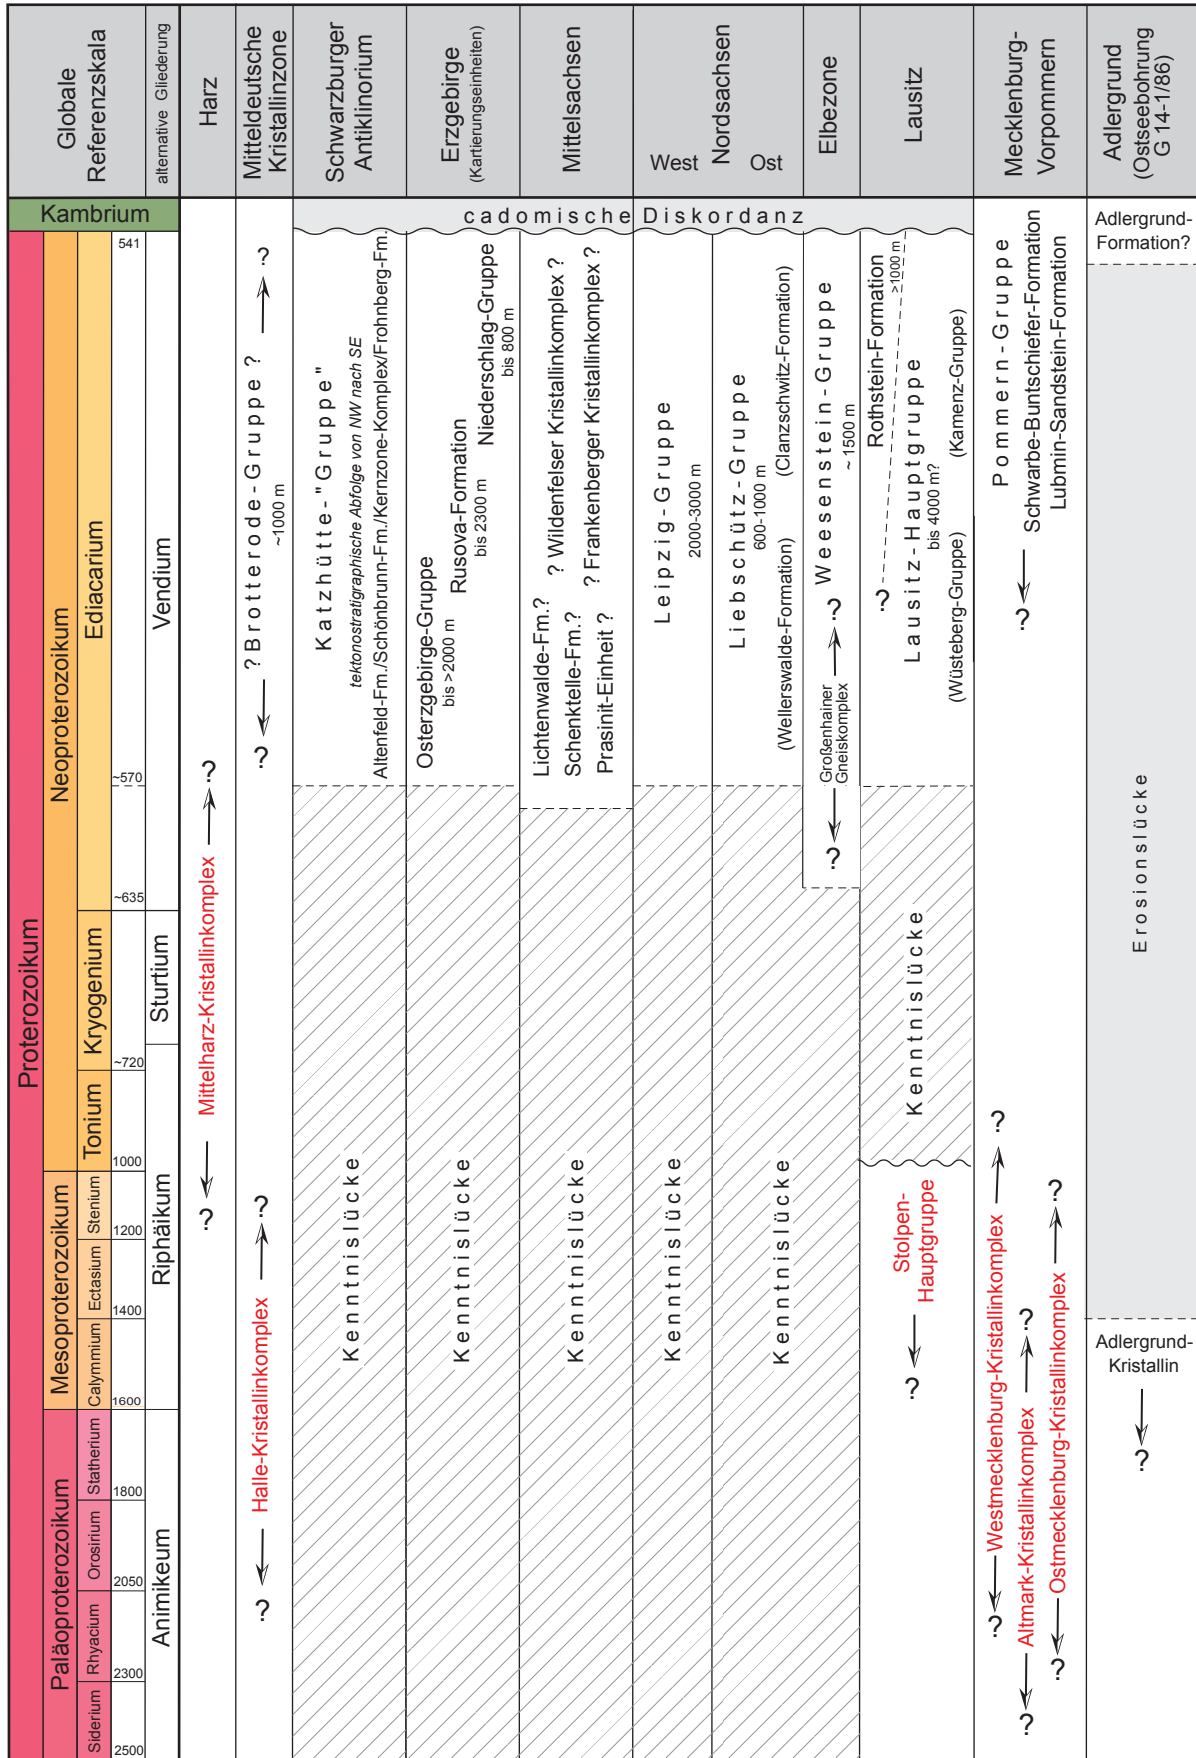 Globale
Referenzskala
alternative Gliederung
Harz
Mitteldeutsche
Kristallinzone
Schwarzburger
Antiklinorium
Erzgebirge
(Kartierungseinheiten)
Mittelsachsen
Nordsachsen
West
Ost
Elbezone
Lausitz
Mecklenburg-
Vorpommern
Adlergrund
(Ostseebohrung
G 14-1/86)
Kambrium
cadomische Diskordanz
Adlergrund-
Formation?
Proterozoikum
Neoproterozoikum
Mesoproterozoikum
Paläoproterozoikum
Ediacarium
Kryogenium
Tonium
Stenium
Ectasium
Calymmium
Statherium
Orosirium
Rhyacium
Siderium
541
~570
~635
~720
1000
1200
1400
1600
1800
2050
2300
2500
Vendium
Sturtium
Riphäikum
Animikeum
?
Mittelharz-Kristallinkomplex
?
?
? Brotterode-Gruppe ?
~1000 m
?
?
Halle-Kristallinkomplex
?
Katzhütte-"Gruppe"
tektonostratigraphische Abfolge von NW nach SE
Altenfeld-Fm./Schönbrunn-Fm./Kernzone-Komplex/Frohnberg-Fm.
Kenntnislücke
Osterzgebirge-Gruppe
bis >2000 m
Rusova-Formation
bis 2300 m
Niederschlag-Gruppe
bis 800 m
Kenntnislücke
Lichtenwalde-Fm.?
Schenktelle-Fm.?
Prasinit-Einheit ?
? Wildenfelser Kristallinkomplex ?
? Frankenberger Kristallinkomplex ?
Kenntnislücke
Leipzig-Gruppe
2000-3000 m
Kenntnislücke
Liebschütz-Gruppe
600-1000 m
(Wellerswalde-Formation)
(Clanzschwitz-Formation)
Kenntnislücke
Weesenstein-Gruppe
~ 1500 m
?
Großenhainer
Gneiskomplex
?
Rothstein-Formation
>1000 m
?
Lausitz-Hauptgruppe
bis 4000 m?
(Wüsteberg-Gruppe)
(Kamenz-Gruppe)
Kenntnislücke
Stolpen-
Hauptgruppe
?
Pommern-Gruppe
Schwarbe-Buntschiefer-Formation
Lubmin-Sandstein-Formation
?
?
Westmecklenburg-Kristallinkomplex
?
?
Altmark-Kristallinkomplex
?
?
Ostmecklenburg-Kristallinkomplex
?
Erosionslücke
Adlergrund-
Kristallin
?